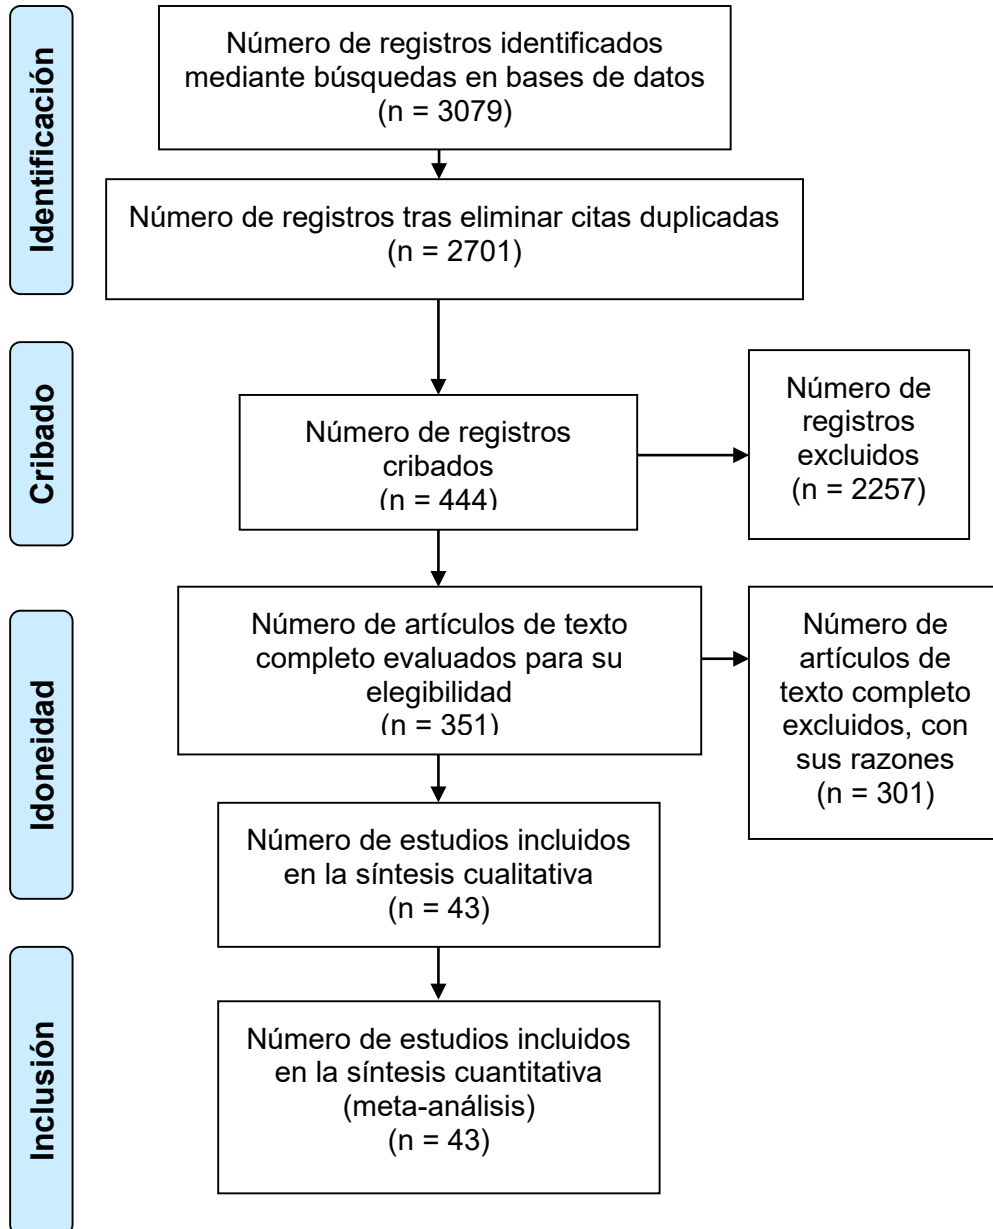 Identificación
Número de registros identificados
mediante búsquedas en bases de datos
(n = 3079)
Número de registros tras eliminar citas duplicadas
(n = 2701)
Cribado
Número de registros
cribados
(n = 444)
Número de
registros
excluidos
(n = 2257)
Idoneidad
Número de artículos de texto
completo evaluados para su
elegibilidad
(n = 351)
Número de
artículos de
texto completo
excluidos, con
sus razones
(n = 301)
Número de estudios incluidos
en la síntesis cualitativa
(n = 43)
Inclusión
Número de estudios incluidos
en la síntesis cuantitativa
(meta-análisis)
(n = 43)